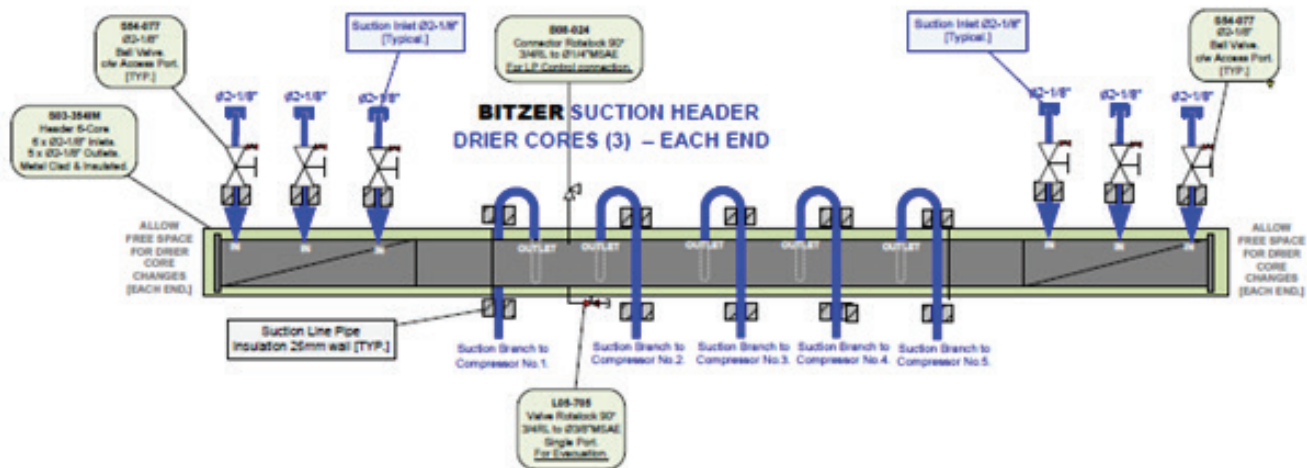 S84-077
Ø2-1/8"
Ball Valve.
c/w Access Port.
[TYP.]
Suction Inlet Ø2-1/8"
[Typical.]
Connector Rotalock 90°
3/4RL to Ø1/4"MSAE
For LP Control connection.
Suction Inlet Ø2-1/8"
[Typical.]
S84-077
Ø2-1/8"
Ball Valve.
c/w Access Port.
[TYP.]
Ø2-1/8"
Ø2-1/8"
Ø2-1/8"
BITZER SUCTION HEADER
DRIER CORES (3) – EACH END
Ø2-1/8"
Ø2-1/8"
Ø2-1/8"
Header 6-Core
6 x Ø2-1/8" Inlets.
5 x Ø2-1/8" Outlets.
Metal Clad & Insulated.
ALLOW
FREE SPACE
FOR DRIER
CORE
CHANGES
[EACH END.]
IN
IN
IN
OUTLET
OUTLET
OUTLET
OUTLET
OUTLET
IN
IN
IN
ALLOW
FREE SPACE
FOR DRIER
CORE
CHANGES
[EACH END.]
Suction Line Pipe
Insulation 25mm wall [TYP.]
Suction Branch to
Compressor No.1.
Suction Branch to
Compressor No.2.
Suction Branch to
Compressor No.3.
Suction Branch to
Compressor No.4.
Suction Branch to
Compressor No.5.
Valve Rotalock 90°
3/4RL to Ø3/8"MSAE
Single Port.
For Evacuation.